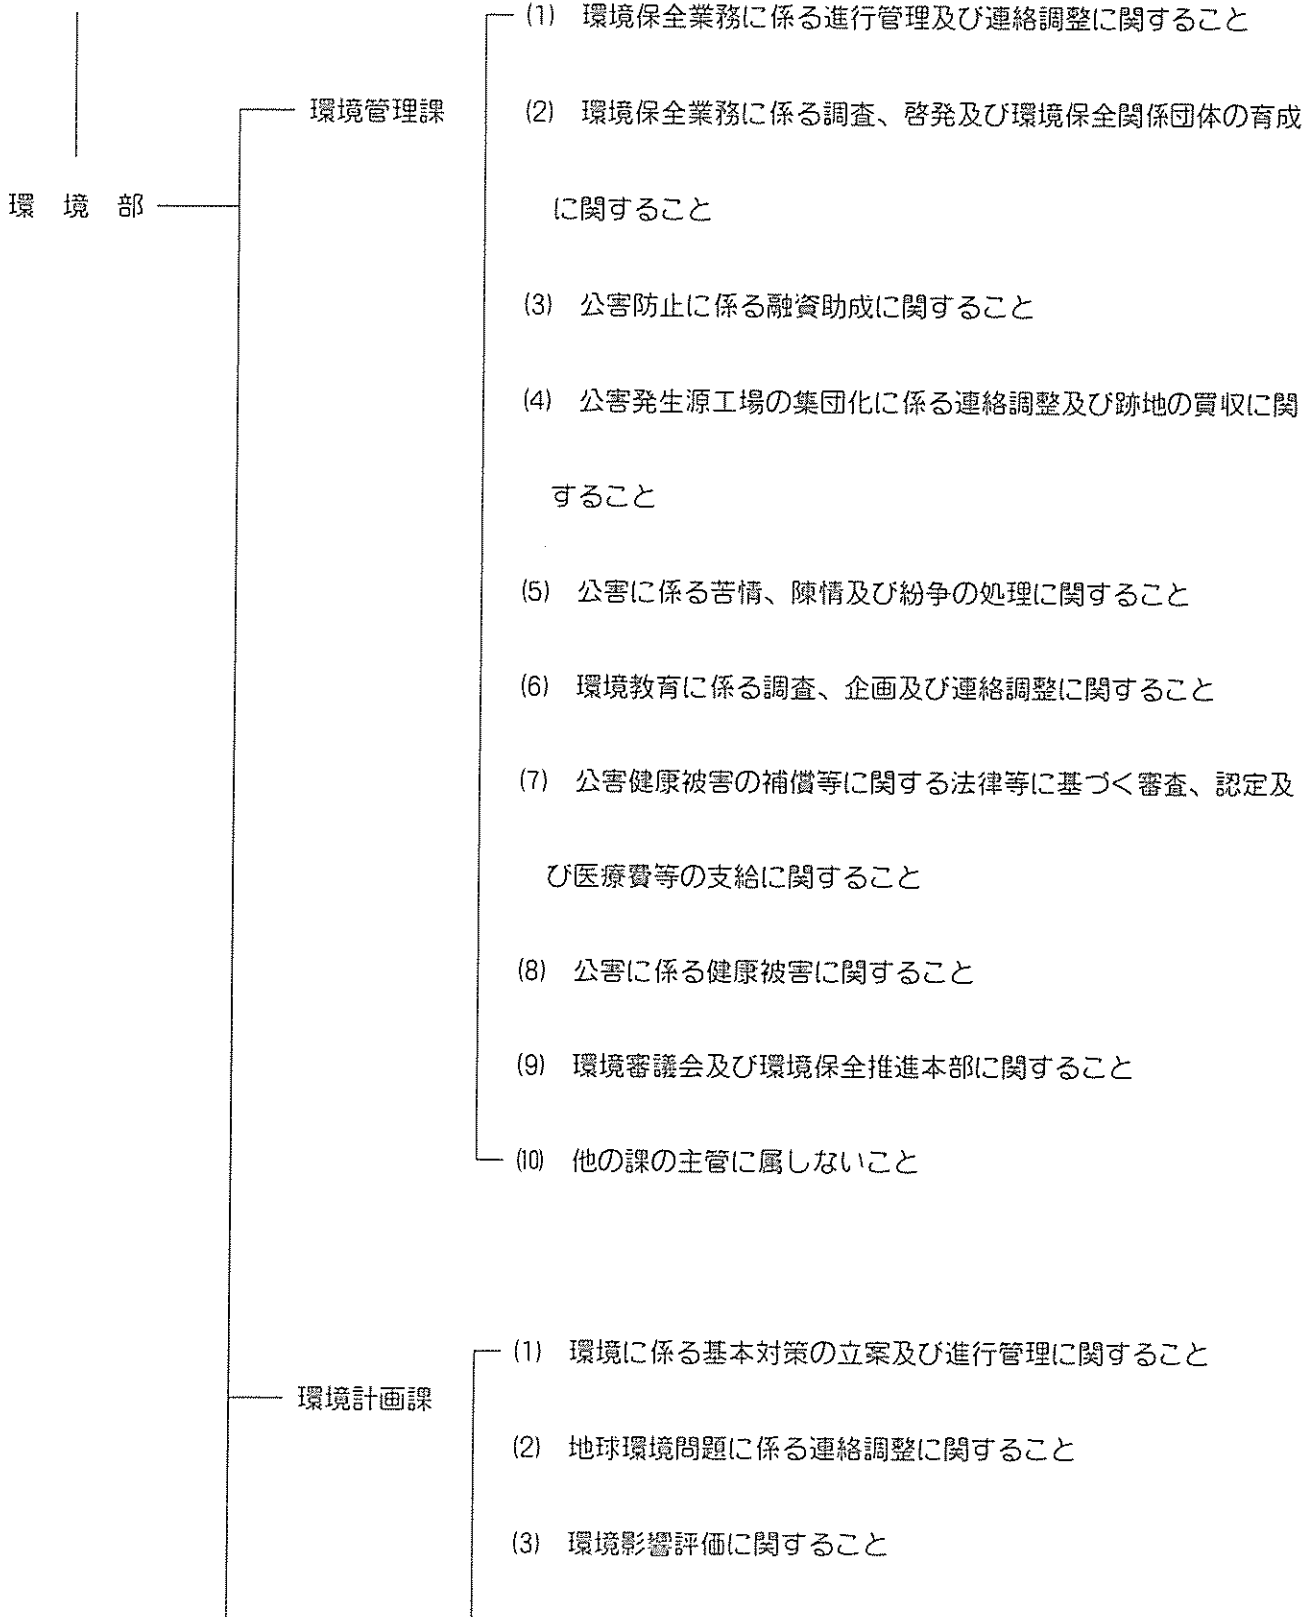 環境部
環境管理課
(1) 環境保全業務に係る進行管理及び連絡調整に関すること
(2) 環境保全業務に係る調査、啓発及び環境保全関係団体の育成
に関すること
(3) 公害防止に係る融資助成に関すること
(4) 公害発生源工場の集団化に係る連絡調整及び跡地の買収に関
すること
(5) 公害に係る苦情、陳情及び紛争の処理に関すること
(6) 環境教育に係る調査、企画及び連絡調整に関すること
(7) 公害健康被害の補償等に関する法律等に基づく審査、認定及
び医療費等の支給に関すること
(8) 公害に係る健康被害に関すること
(9) 環境審議会及び環境保全推進本部に関すること
(10) 他の課の主管に属しないこと
環境計画課
(1) 環境に係る基本対策の立案及び進行管理に関すること
(2) 地球環境問題に係る連絡調整に関すること
(3) 環境影響評価に関すること